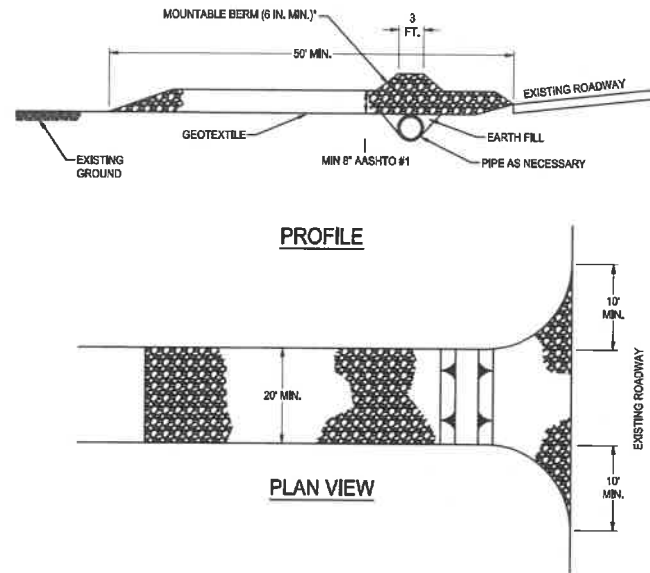 MOUNTABLE BERM (6 IN. MIN.)*
3
FT.
50' MIN.
EXISTING ROADWAY
GEOTEXTILE
EARTH FILL
EXISTING
GROUND
MIN 8" AASHTO #1
PIPE AS NECESSARY
PROFILE
10'
MIN.
20' MIN.
EXISTING ROADWAY
PLAN VIEW
10'
MIN.